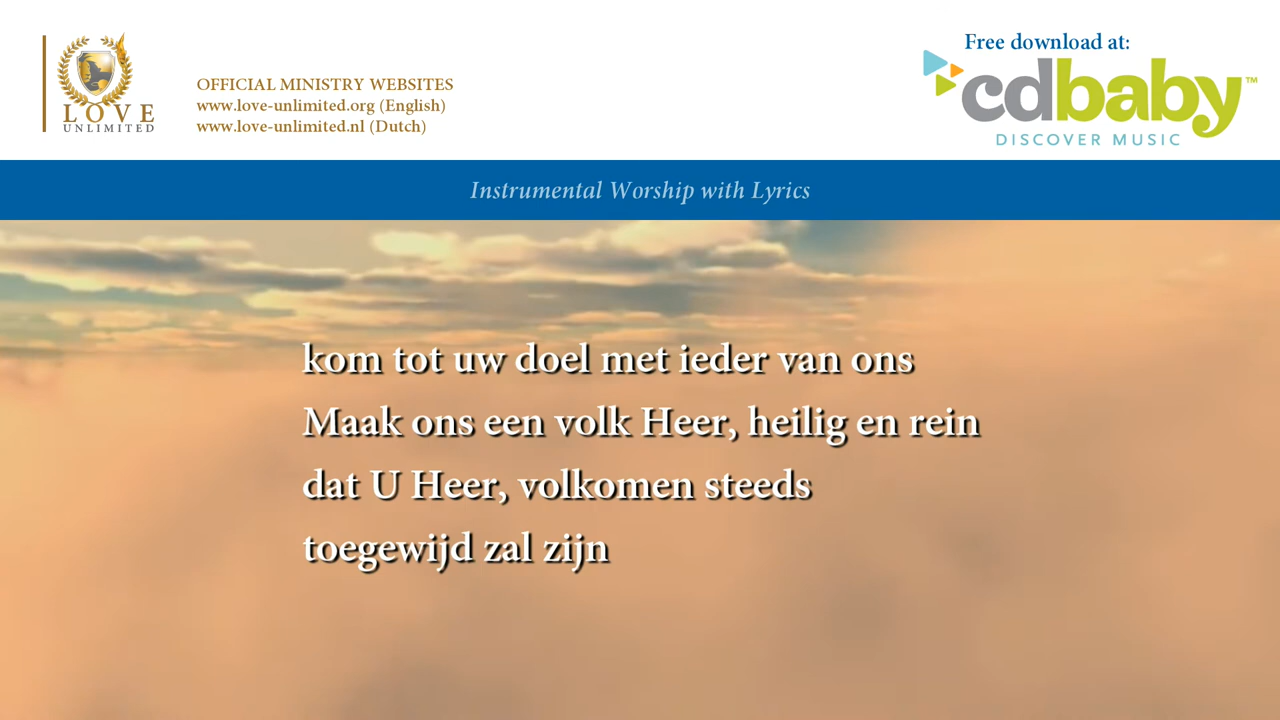 LOVE
UNLIMITED
OFFICIAL MINISTRY WEBSITES
www.love-unlimited.org (English)
www.love-unlimited.nl (Dutch)
Free download at:
cdbaby™
DISCOVER MUSIC
Instrumental Worship with Lyrics
kom tot uw doel met ieder van ons
Maak ons een volk Heer, heilig en rein
dat U Heer, volkomen steeds
toegewijd zal zijn